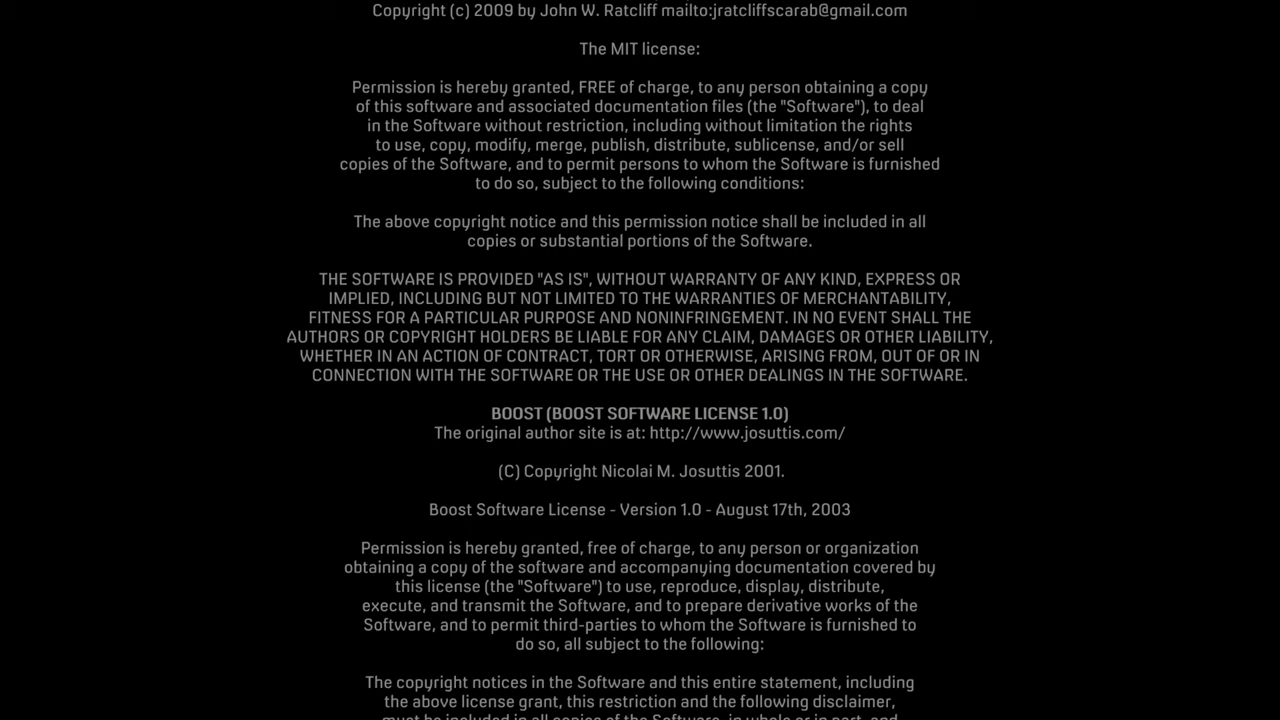 Copyright (c) 2009 by John W. Ratcliff mailto:jratcliffscarab@gmail.com
The MIT license:
Permission is hereby granted, FREE of charge, to any person obtaining a copy
of this software and associated documentation files (the "Software"), to deal
in the Software without restriction, including without limitation the rights
to use, copy, modify, merge, publish, distribute, sublicense, and/or sell
copies of the Software, and to permit persons to whom the Software is furnished
to do so, subject to the following conditions:
The above copyright notice and this permission notice shall be included in all
copies or substantial portions of the Software.
THE SOFTWARE IS PROVIDED "AS IS", WITHOUT WARRANTY OF ANY KIND, EXPRESS OR
IMPLIED, INCLUDING BUT NOT LIMITED TO THE WARRANTIES OF MERCHANTABILITY,
FITNESS FOR A PARTICULAR PURPOSE AND NONINFRINGEMENT. IN NO EVENT SHALL THE
AUTHORS OR COPYRIGHT HOLDERS BE LIABLE FOR ANY CLAIM, DAMAGES OR OTHER LIABILITY,
WHETHER IN AN ACTION OF CONTRACT, TORT OR OTHERWISE, ARISING FROM, OUT OF OR IN
CONNECTION WITH THE SOFTWARE OR THE USE OR OTHER DEALINGS IN THE SOFTWARE.
BOOST (BOOST SOFTWARE LICENSE 1.0)
The original author site is at: http://www.josuttis.com/
(C) Copyright Nicolai M. Josuttis 2001.
Boost Software License - Version 1.0 - August 17th, 2003
Permission is hereby granted, free of charge, to any person or organization
obtaining a copy of the software and accompanying documentation covered by
this license (the "Software") to use, reproduce, display, distribute,
execute, and transmit the Software, and to prepare derivative works of the
Software, and to permit third-parties to whom the Software is furnished to
do so, all subject to the following:
The copyright notices in the Software and this entire statement, including
the above license grant, this restriction and the following disclaimer,
must be included in all copies of the Software, in whole or in part, and